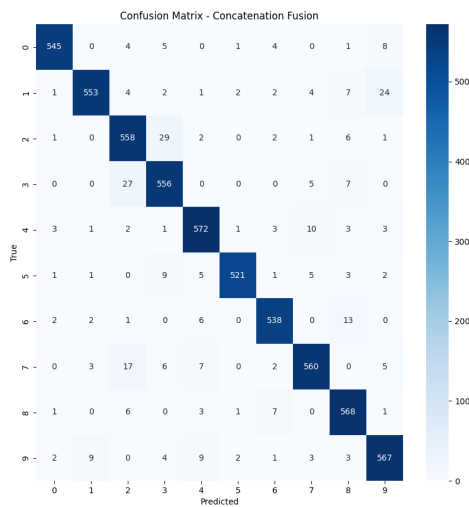 Confusion Matrix - Concatenation Fusion
0 545 0 4 5 0 1 4 0 1 8
1 1 553 4 2 1 2 2 4 7 24
2 1 0 558 29 2 0 2 1 6 1
3 0 0 27 556 0 0 0 5 7 0
4 3 1 2 1 572 1 3 10 3 3
5 1 1 0 9 5 521 1 5 3 2
6 2 2 1 0 6 0 538 0 13 0
7 0 3 17 6 7 0 2 560 0 5
8 1 0 6 0 3 1 7 0 568 1
9 2 9 0 4 9 2 1 3 3 567
0 1 2 3 4 5 6 7 8 9
Predicted
True
500
400
300
200
100
0